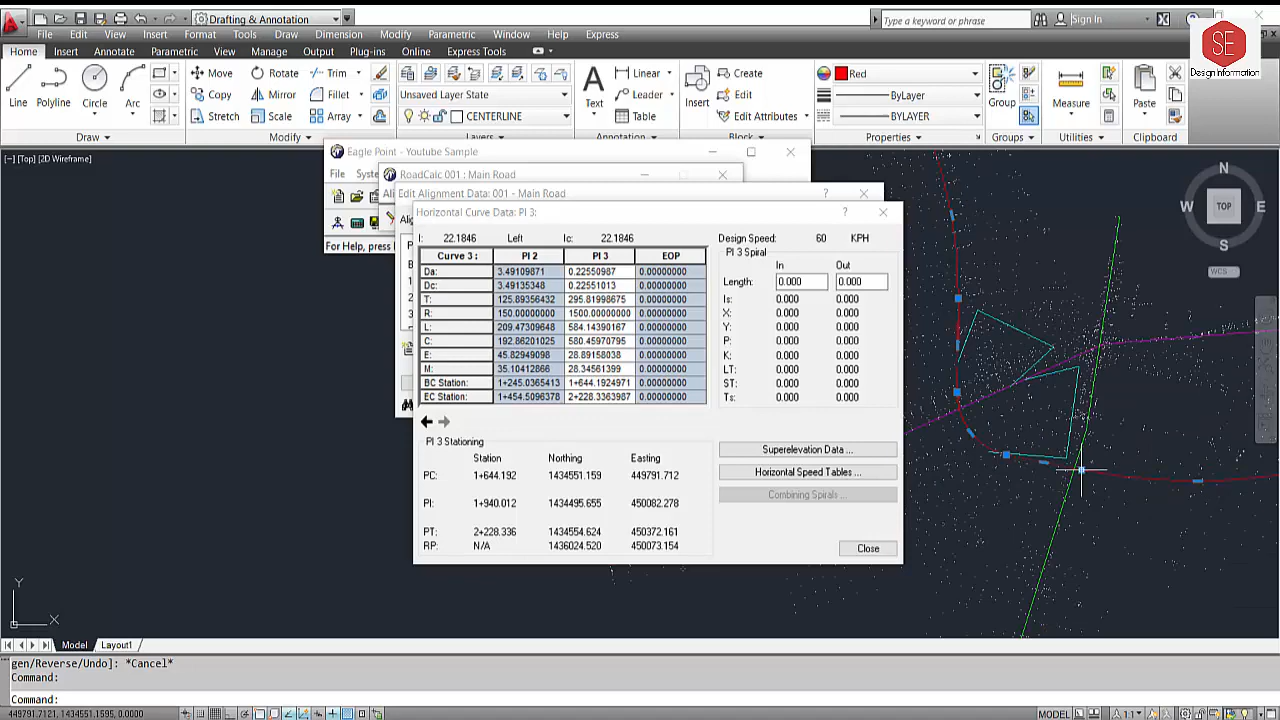 Drafting & Annotation
Type a keyword or phrase
Sign In
File Edit View Insert Format Tools Draw Dimension Modify Parametric Window Help Express
Home Insert Annotate Parametric View Manage Output Plug-ins Online Express Tools
SE
Design Information
Line Polyline Circle Arc
Move Rotate Trim
Copy Mirror Fillet
Stretch Scale Array
Unsaved Layer State
CENTERLINE
Text
Linear
Leader
Table
Insert
Create
Edit
Edit Attributes
Red
ByLayer
BYLAYER
Group
Measure
Paste
Draw Modify Layers Annotation Block Properties Groups Utilities Clipboard
[−] [Top] [2D Wireframe]
Eagle Point - Youtube Sample
File Syste
For Help, press
RoadCalc 001 : Main Road
Ali
Edit Alignment Data: 001 - Main Road
Horizontal Curve Data: PI 3:
I: 22.1846 Left Ic: 22.1846
Design Speed: 60 KPH
Curve 3 : PI 2 PI 3 EOP
Da: 3.49109871 0.22550987 0.00000000
Dc: 3.49135348 0.22551013 0.00000000
T: 125.89356432 295.81998675 0.00000000
R: 150.00000000 1500.00000000 0.00000000
L: 209.47309648 584.14390167 0.00000000
C: 192.86201025 580.45970795 0.00000000
E: 45.82949098 28.89158038 0.00000000
M: 35.10412866 28.34561399 0.00000000
BC Station: 1+245.0365413 1+644.1924971 0.00000000
EC Station: 1+454.5096378 2+228.3363987 0.00000000
PI 3 Spiral
In Out
Length: 0.000 0.000
Is: 0.000 0.000
X: 0.000 0.000
Y: 0.000 0.000
P: 0.000 0.000
K: 0.000 0.000
LT: 0.000 0.000
ST: 0.000 0.000
Ts: 0.000 0.000
PI 3 Stationing
Station Northing Easting
PC: 1+644.192 1434551.159 449791.712
PI: 1+940.012 1434495.655 450082.278
PT: 2+228.336 1434554.624 450372.161
RP: N/A 1436024.520 450073.154
Superelevation Data ...
Horizontal Speed Tables ...
Combining Spirals ...
Close
N
W TOP E
S
WCS
Y
X
Model Layout1
gen/Reverse/Undo]: *Cancel*
Command:
Command:
449791.7121, 1434551.1595, 0.0000
MODEL
1:1